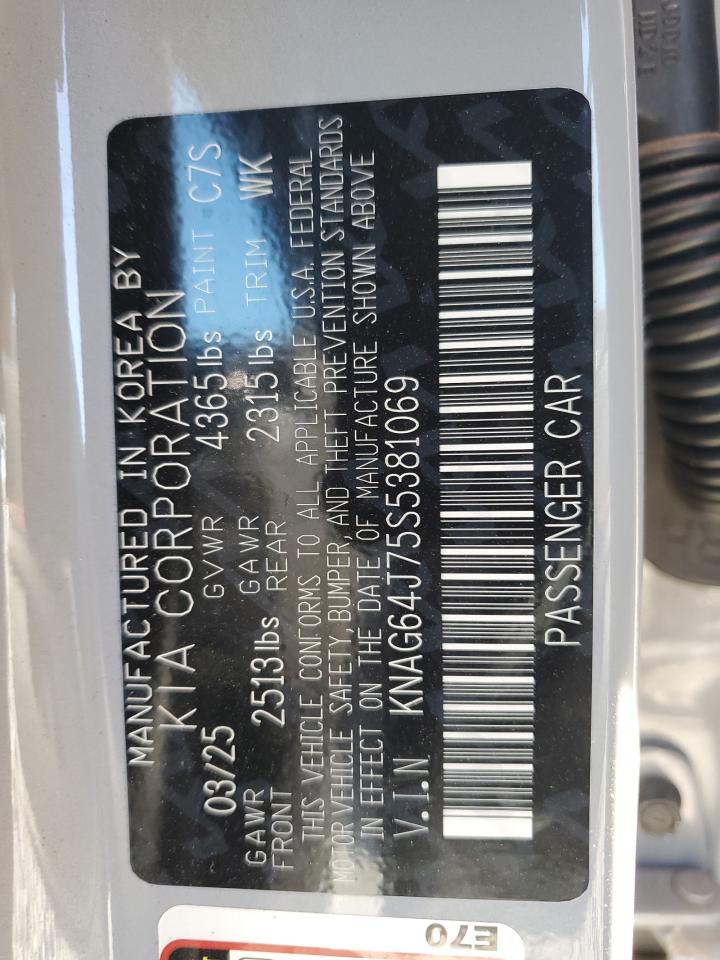 MANUFACTURED IN KOREA BY
KIA CORPORATION
03/25 GVWR 4365lbs PAINT C7S
GAWR FRONT 2513lbs GAWR REAR 2315lbs TRIM WK
THIS VEHICLE CONFORMS TO ALL APPLICABLE U.S.A. FEDERAL
MOTOR VEHICLE SAFETY, BUMPER, AND THEFT PREVENTION STANDARDS
IN EFFECT ON THE DATE OF MANUFACTURE SHOWN ABOVE
V.I.N KNAG64J75S5381069
PASSENGER CAR
E70